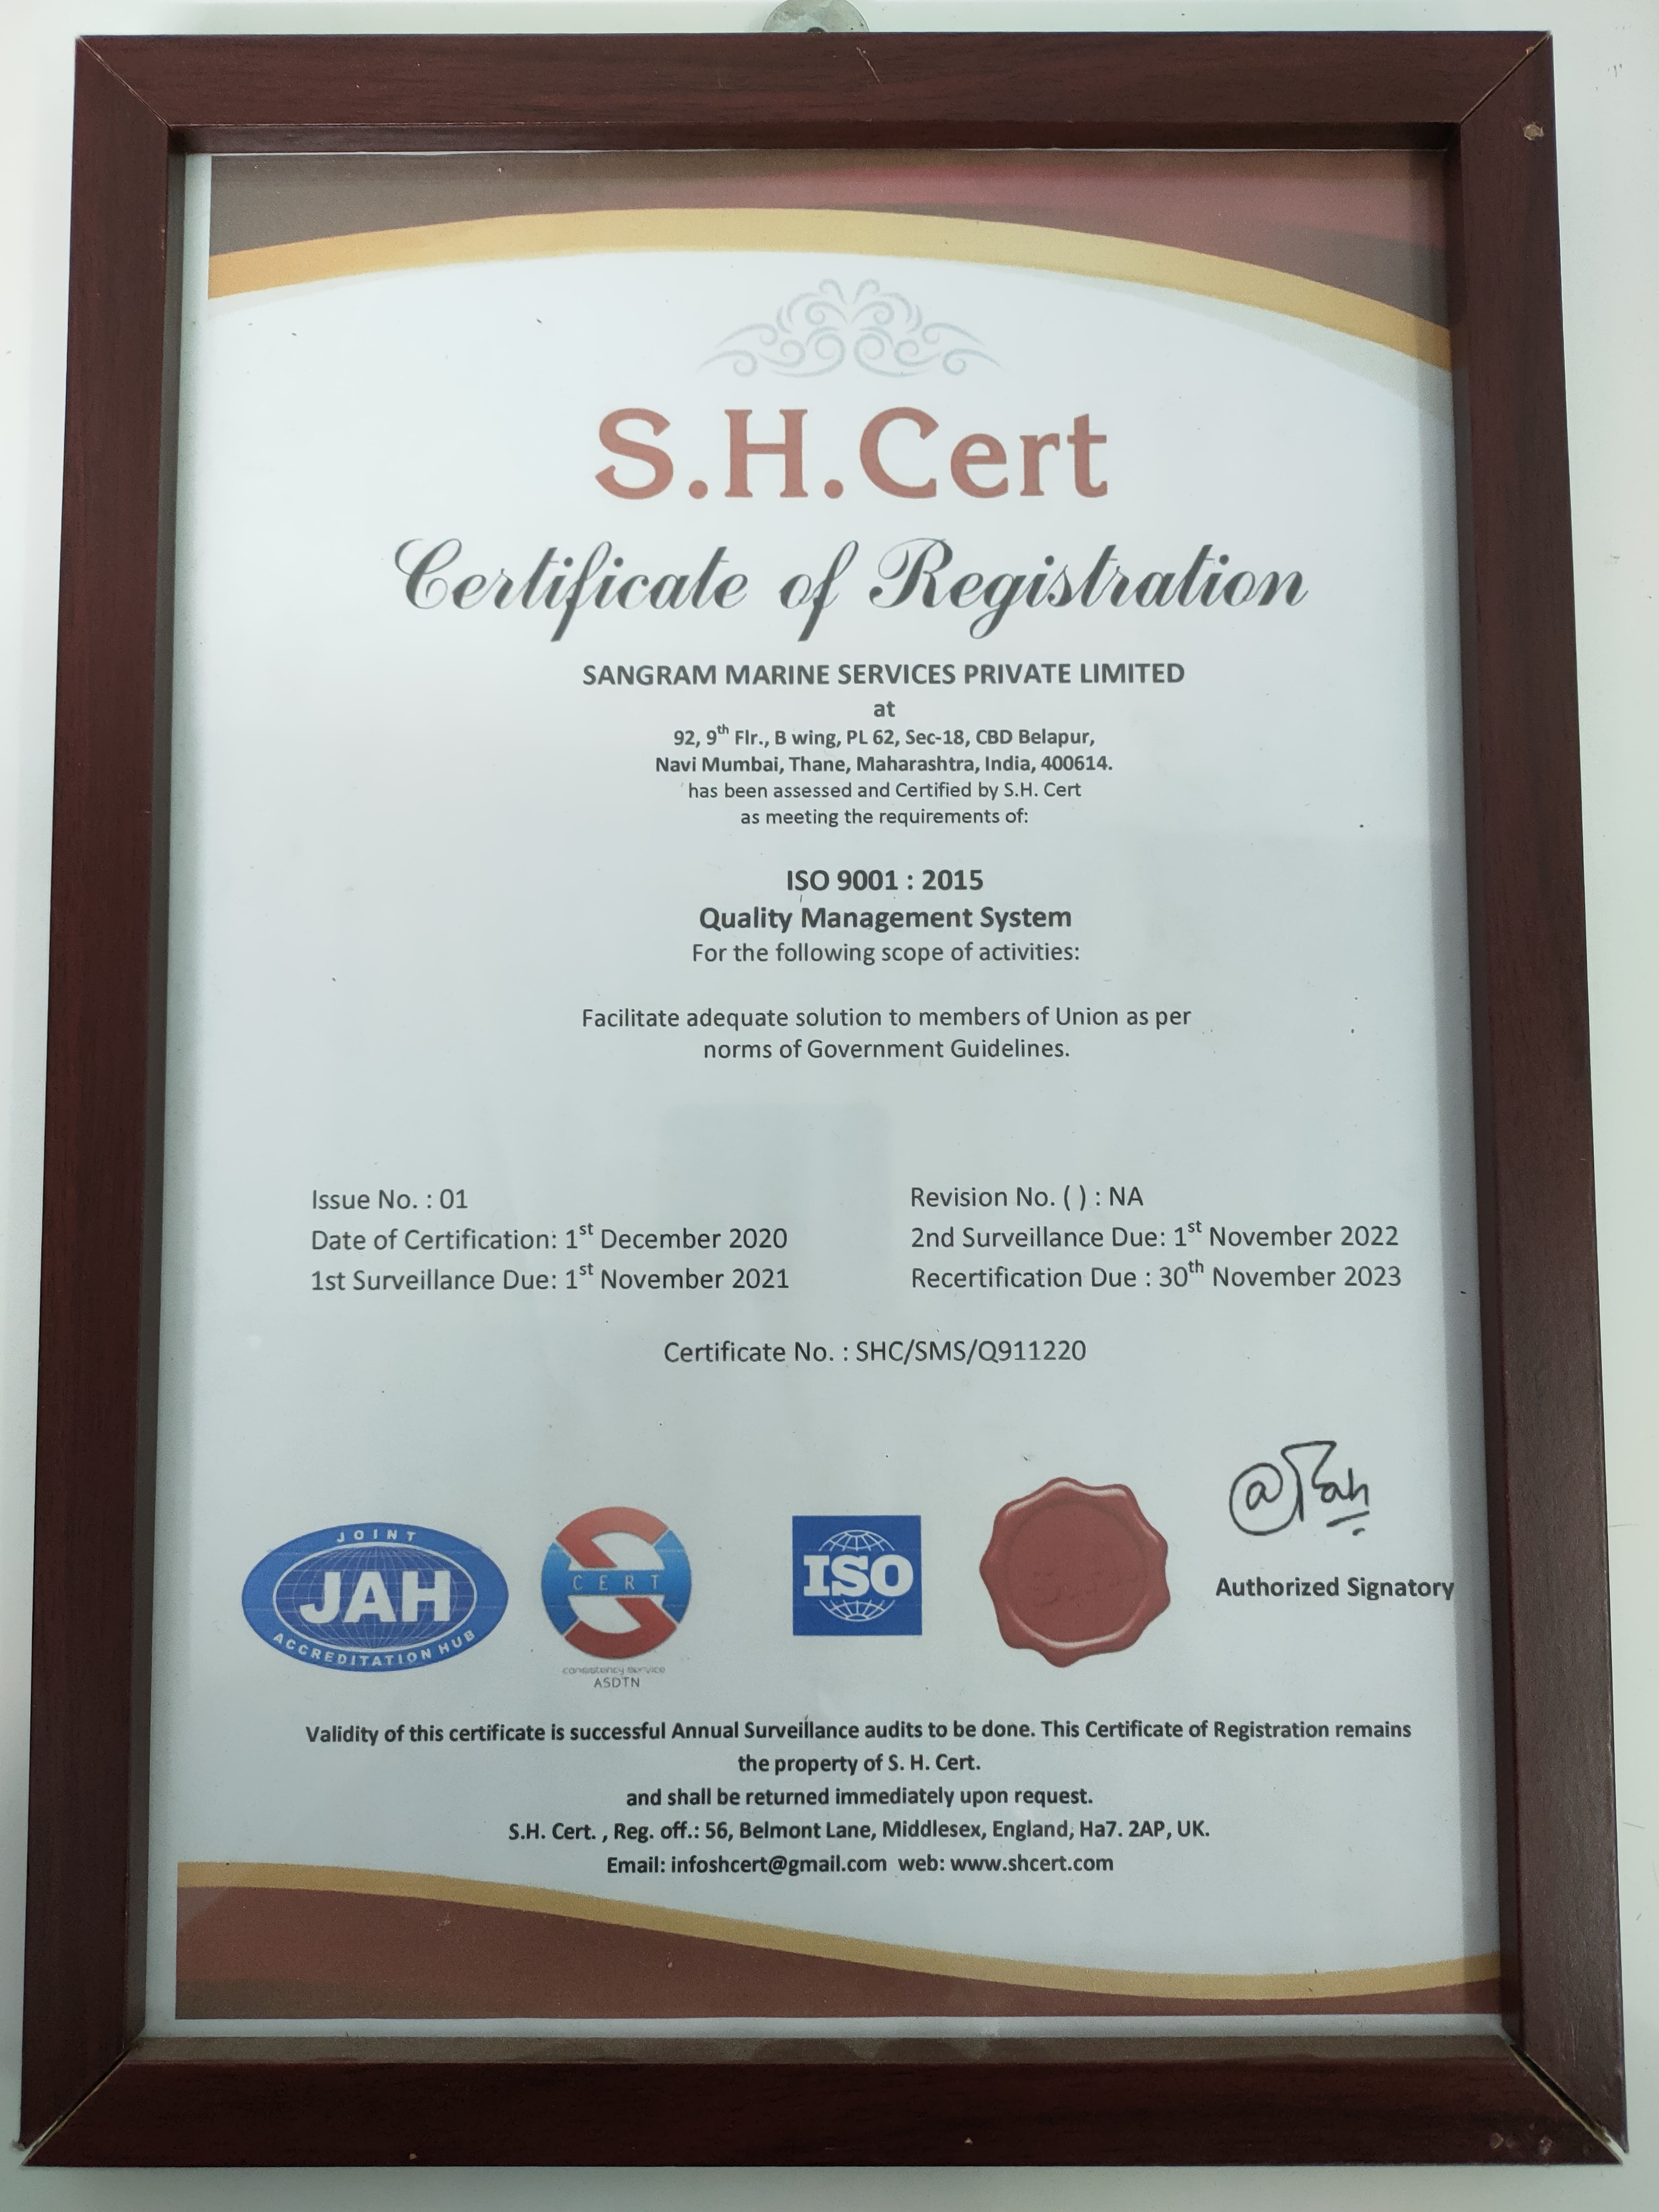 S.H.Cert
Certificate of Registration
SANGRAM MARINE SERVICES PRIVATE LIMITED
at
92, 9th Flr., B wing, PL 62, Sec-18, CBD Belapur,
Navi Mumbai, Thane, Maharashtra, India, 400614.
has been assessed and Certified by S.H. Cert
as meeting the requirements of:
ISO 9001 : 2015
Quality Management System
For the following scope of activities:
Facilitate adequate solution to members of Union as per
norms of Government Guidelines.
Issue No. : 01
Date of Certification: 1st December 2020
1st Surveillance Due: 1st November 2021
Revision No. ( ) : NA
2nd Surveillance Due: 1st November 2022
Recertification Due : 30th November 2023
Certificate No. : SHC/SMS/Q911220
JOINT
JAH
ACCREDITATION HUB
CERT
consistency service
ASDTN
ISO
Authorized Signatory
Validity of this certificate is successful Annual Surveillance audits to be done. This Certificate of Registration remains
the property of S. H. Cert.
and shall be returned immediately upon request.
S.H. Cert. , Reg. off.: 56, Belmont Lane, Middlesex, England, Ha7. 2AP, UK.
Email: infoshcert@gmail.com web: www.shcert.com